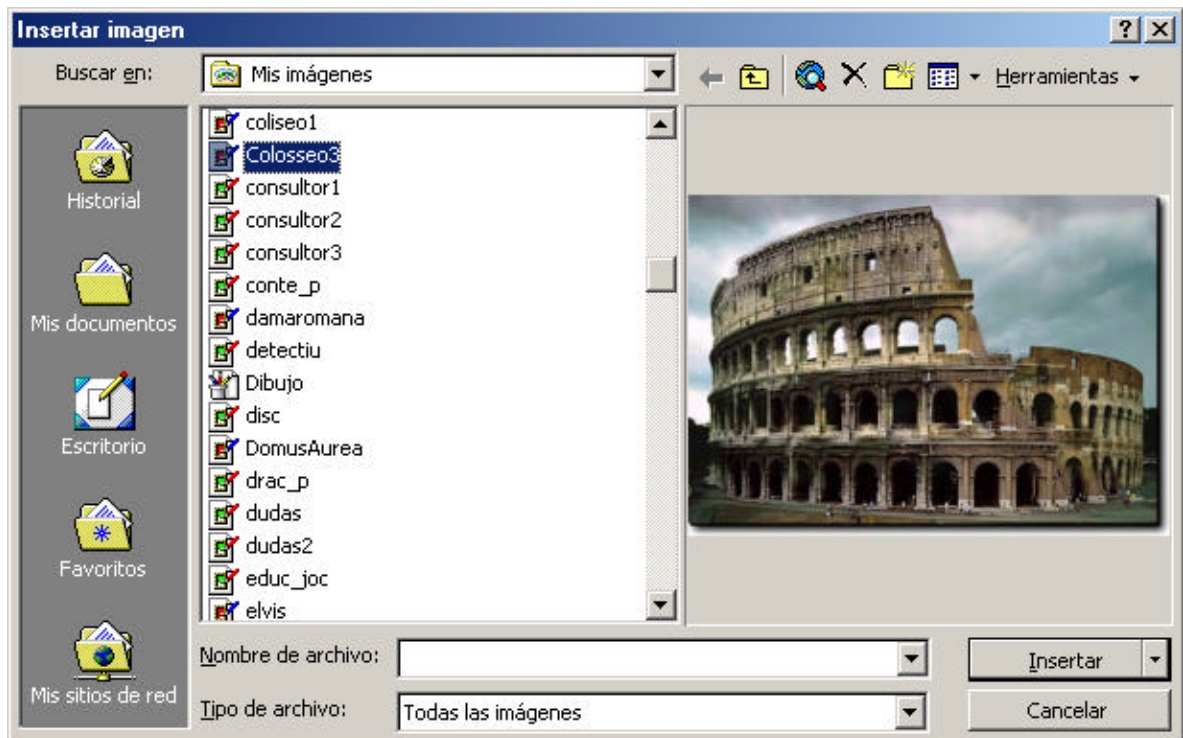 Insertar imagen
Buscar en:
Mis imágenes
Herramientas
Historial
Mis documentos
Escritorio
Favoritos
Mis sitios de red
coliseo1
Colosseo3
consultor1
consultor2
consultor3
conte_p
damaromana
detectiu
Dibujo
disc
DomusAurea
drac_p
dudas
dudas2
educ_joc
elvis
Nombre de archivo:
Insertar
Tipo de archivo:
Todas las imágenes
Cancelar